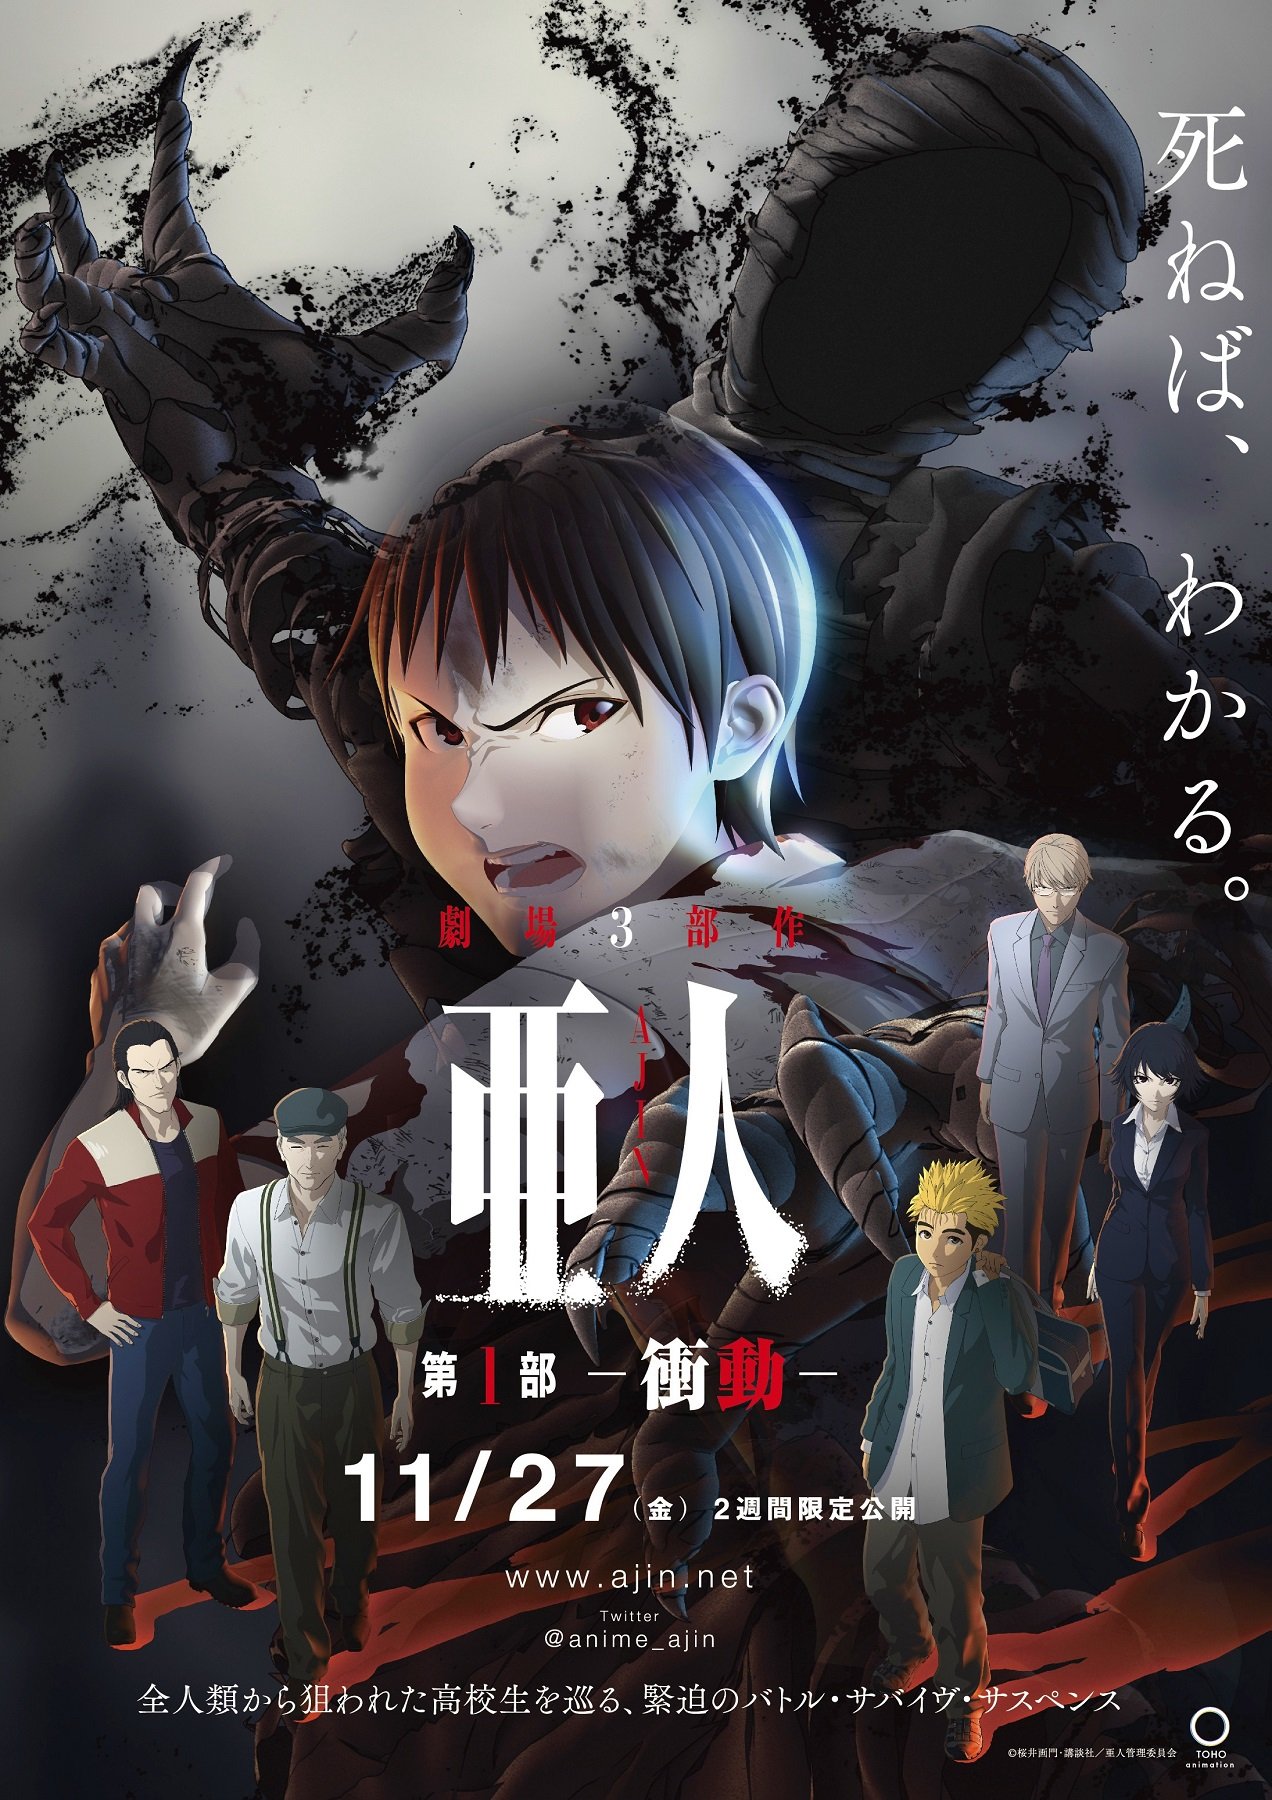 死ねば、わかる。
劇場3部作
亜人
AJIN
第1部 ―衝動―
11/27(金) 2週間限定公開
www.ajin.net
Twitter
@anime_ajin
全人類から狙われた高校生を巡る、緊迫のバトル・サバイヴ・サスペンス
©桜井画門・講談社/亜人管理委員会
TOHO
animation